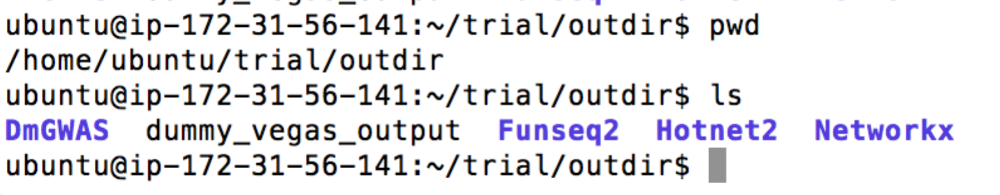 ubuntu@ip-172-31-56-141:~/trial/outdir$ pwd
/home/ubuntu/trial/outdir
ubuntu@ip-172-31-56-141:~/trial/outdir$ ls
DmGWAS  dummy_vegas_output  Funseq2  Hotnet2  Networkx
ubuntu@ip-172-31-56-141:~/trial/outdir$